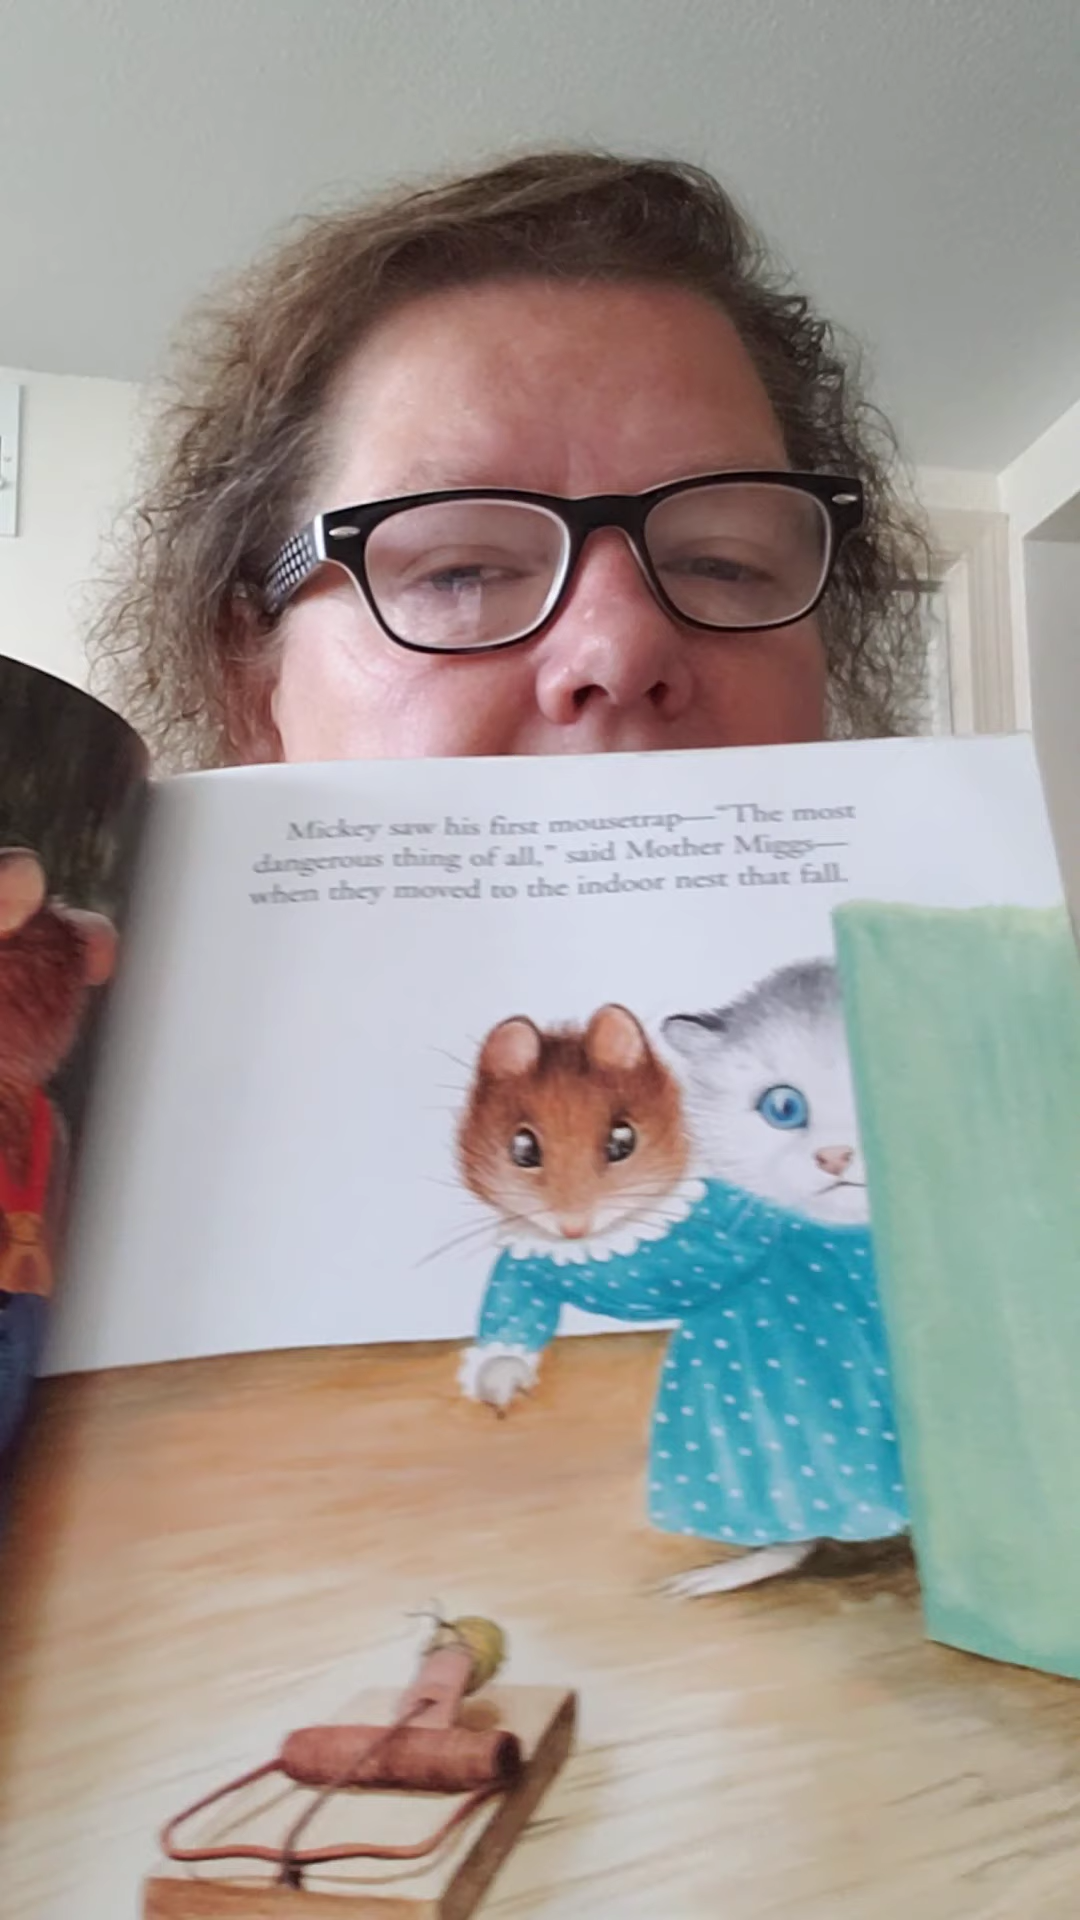 Mickey saw his first mousetrap—"The most
dangerous thing of all," said Mother Miggs—
when they moved to the indoor nest that fall.